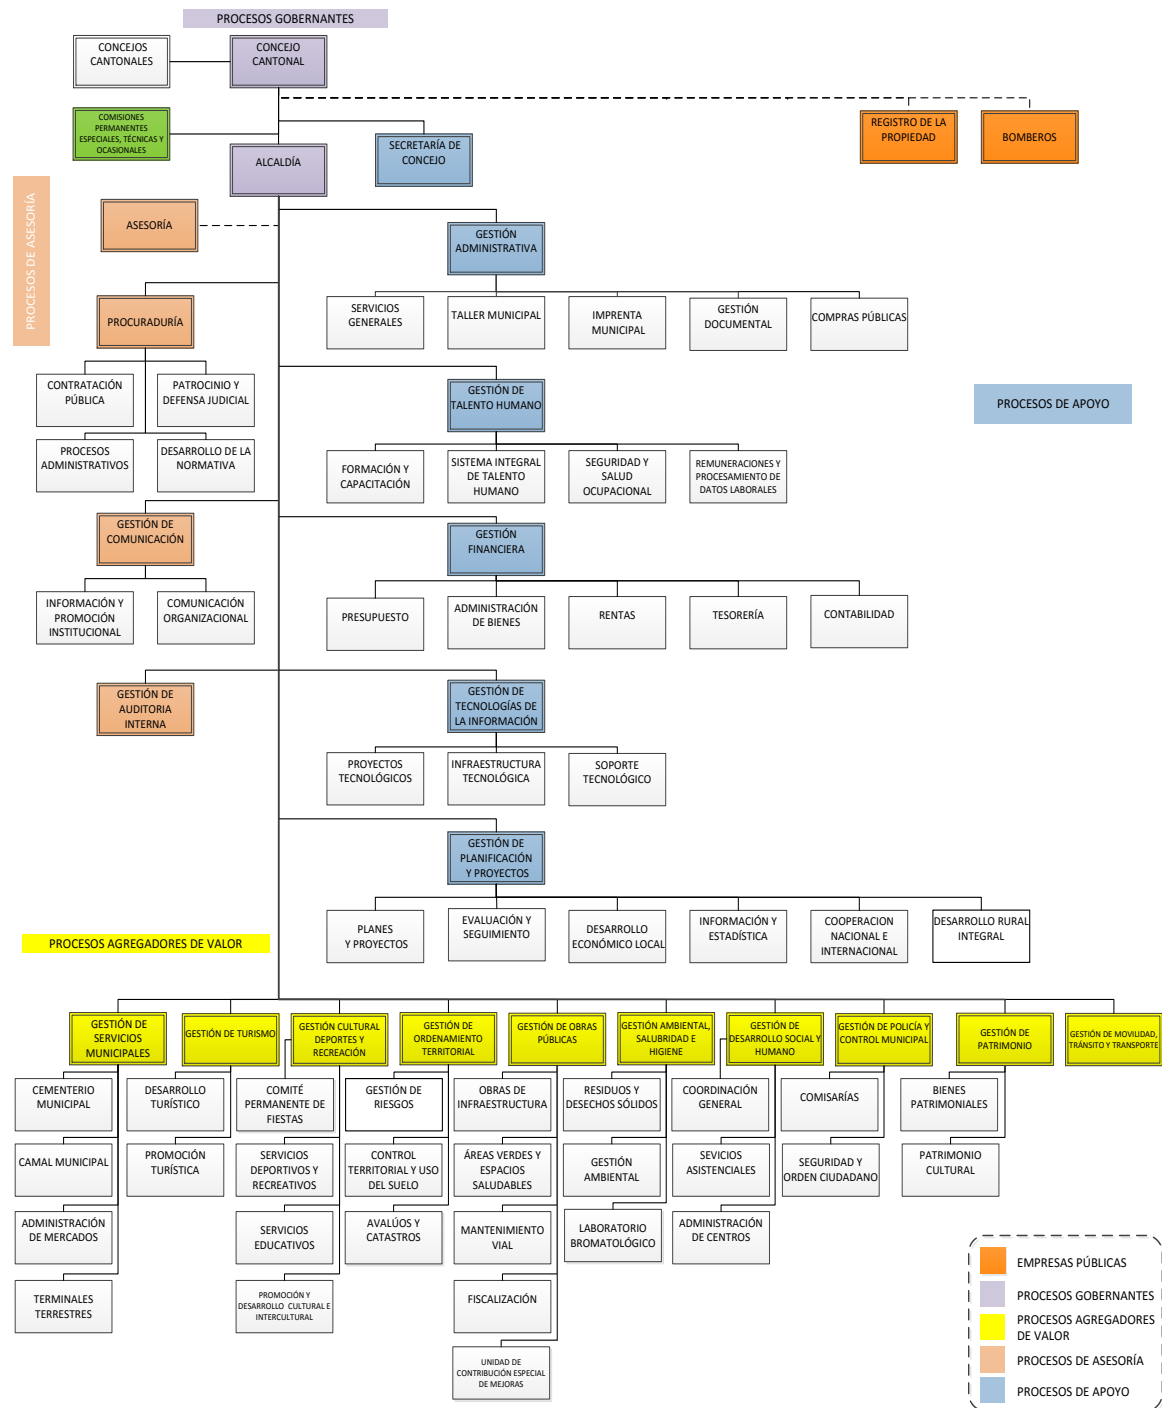 PROCESOS GOBERNANTES
CONCEJOS
CANTONALES
CONCEJO
CANTONAL
COMISIONES
PERMANENTES
ESPECIALES, TÉCNICAS Y
OCASIONALES
SECRETARÍA DE
CONCEJO
REGISTRO DE LA
PROPIEDAD
BOMBEROS
ALCALDÍA
PROCESOS DE ASESORÍA
ASESORÍA
GESTIÓN
ADMINISTRATIVA
SERVICIOS
GENERALES
TALLER MUNICIPAL
IMPRENTA
MUNICIPAL
GESTIÓN
DOCUMENTAL
COMPRAS PÚBLICAS
PROCURADURÍA
CONTRATACIÓN
PÚBLICA
PATROCINIO Y
DEFENSA JUDICIAL
PROCESOS
ADMINISTRATIVOS
DESARROLLO DE LA
NORMATIVA
GESTIÓN DE
TALENTO HUMANO
PROCESOS DE APOYO
FORMACIÓN Y
CAPACITACIÓN
SISTEMA INTEGRAL
DE TALENTO
HUMANO
SEGURIDAD Y
SALUD
OCUPACIONAL
REMUNERACIONES Y
PROCESAMIENTO DE
DATOS LABORALES
GESTIÓN DE
COMUNICACIÓN
INFORMACIÓN Y
PROMOCIÓN
INSTITUCIONAL
COMUNICACIÓN
ORGANIZACIONAL
GESTIÓN
FINANCIERA
PRESUPUESTO
ADMINISTRACIÓN
DE BIENES
RENTAS
TESORERÍA
CONTABILIDAD
GESTIÓN DE
AUDITORIA
INTERNA
GESTIÓN DE
TECNOLOGÍAS DE
LA INFORMACIÓN
PROYECTOS
TECNOLÓGICOS
INFRAESTRUCTURA
TECNOLÓGICA
SOPORTE
TECNOLÓGICO
GESTIÓN DE
PLANIFICACIÓN
Y PROYECTOS
PLANES
Y PROYECTOS
EVALUACIÓN Y
SEGUIMIENTO
DESARROLLO
ECONÓMICO LOCAL
INFORMACIÓN Y
ESTADÍSTICA
COOPERACION
NACIONAL E
INTERNACIONAL
DESARROLLO RURAL
INTEGRAL
PROCESOS AGREGADORES DE VALOR
GESTIÓN DE
SERVICIOS
MUNICIPALES
GESTIÓN DE TURISMO
GESTIÓN CULTURAL
DEPORTES Y
RECREACIÓN
GESTIÓN DE
ORDENAMIENTO
TERRITORIAL
GESTIÓN DE OBRAS
PÚBLICAS
GESTIÓN AMBIENTAL,
SALUBRIDAD E
HIGIENE
GESTIÓN DE
DESARROLLO SOCIAL Y
HUMANO
GESTIÓN DE POLICÍA Y
CONTROL MUNICIPAL
GESTIÓN DE
PATRIMONIO
GESTIÓN DE MOVILIDAD,
TRÁNSITO Y TRANSPORTE
CEMENTERIO
MUNICIPAL
DESARROLLO
TURÍSTICO
COMITÉ
PERMANENTE DE
FIESTAS
GESTIÓN DE
RIESGOS
OBRAS DE
INFRAESTRUCTURA
RESIDUOS Y
DESECHOS SÓLIDOS
COORDINACIÓN
GENERAL
COMISARÍAS
BIENES
PATRIMONIALES
CAMAL MUNICIPAL
PROMOCIÓN
TURÍSTICA
SERVICIOS
DEPORTIVOS Y
RECREATIVOS
CONTROL
TERRITORIAL Y USO
DEL SUELO
ÁREAS VERDES Y
ESPACIOS
SALUDABLES
GESTIÓN
AMBIENTAL
SEVICIOS
ASISTENCIALES
SEGURIDAD Y
ORDEN CIUDADANO
PATRIMONIO
CULTURAL
ADMINISTRACIÓN
DE MERCADOS
SERVICIOS
EDUCATIVOS
AVALÚOS Y
CATASTROS
MANTENIMIENTO
VIAL
LABORATORIO
BROMATOLÓGICO
ADMINISTRACIÓN
DE CENTROS
TERMINALES
TERRESTRES
PROMOCIÓN Y
DESARROLLO CULTURAL E
INTERCULTURAL
FISCALIZACIÓN
UNIDAD DE
CONTRIBUCIÓN ESPECIAL
DE MEJORAS
EMPRESAS PÚBLICAS
PROCESOS GOBERNANTES
PROCESOS AGREGADORES
DE VALOR
PROCESOS DE ASESORÍA
PROCESOS DE APOYO